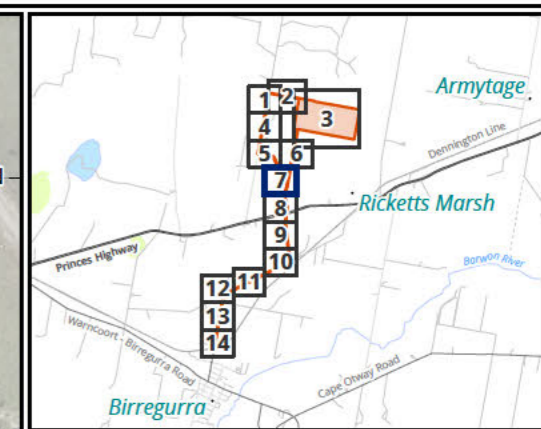 Armytage
1
2
3
4
Dennington Line
5
6
7
Ricketts Marsh
8
Princes Highway
9
10
Barwon River
11
12
13
Warncoort - Birregurra Road
14
Cape Otway Road
Birregurra